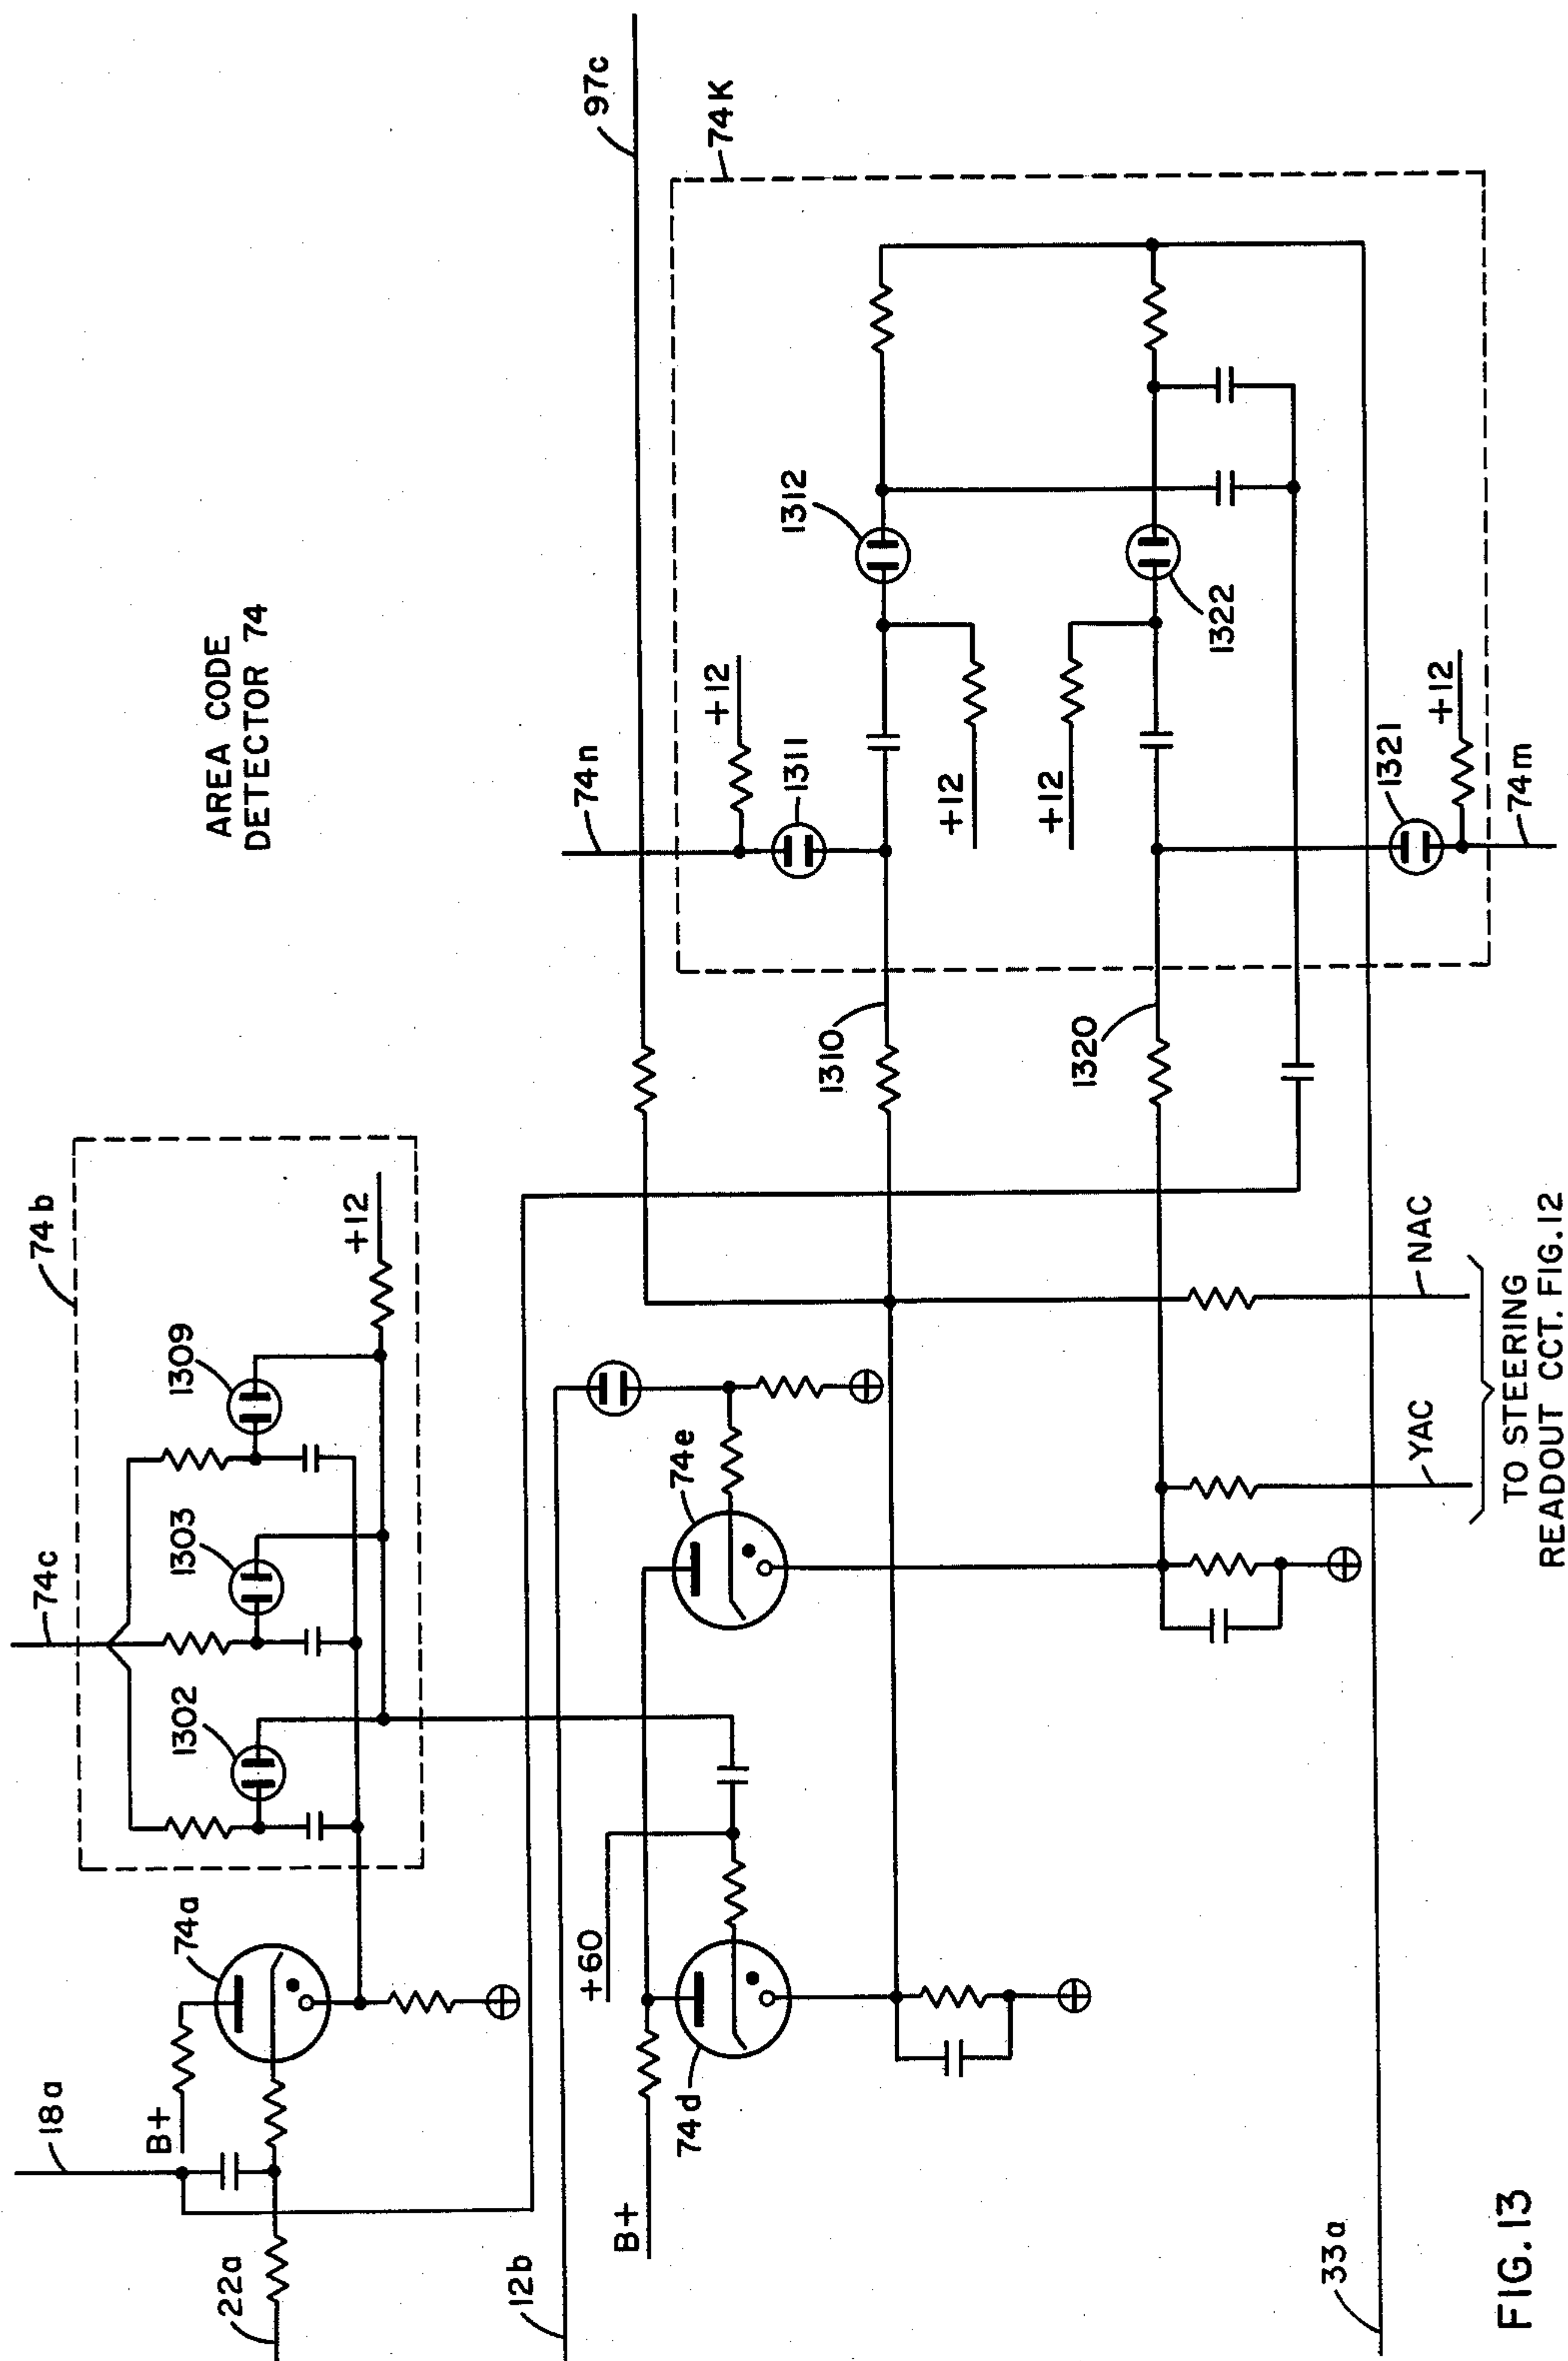 AREA CODE
DETECTOR 74
18a
22a
B+
74a
74b
74c
1302
1303
1309
+12
12b
B+
+60
74d
74e
97c
74K
74n
+12
1311
1312
+12
+12
1322
1310
1320
1321
+12
74m
33a
YAC
NAC
TO STEERING
READOUT CCT. FIG.12
FIG.13